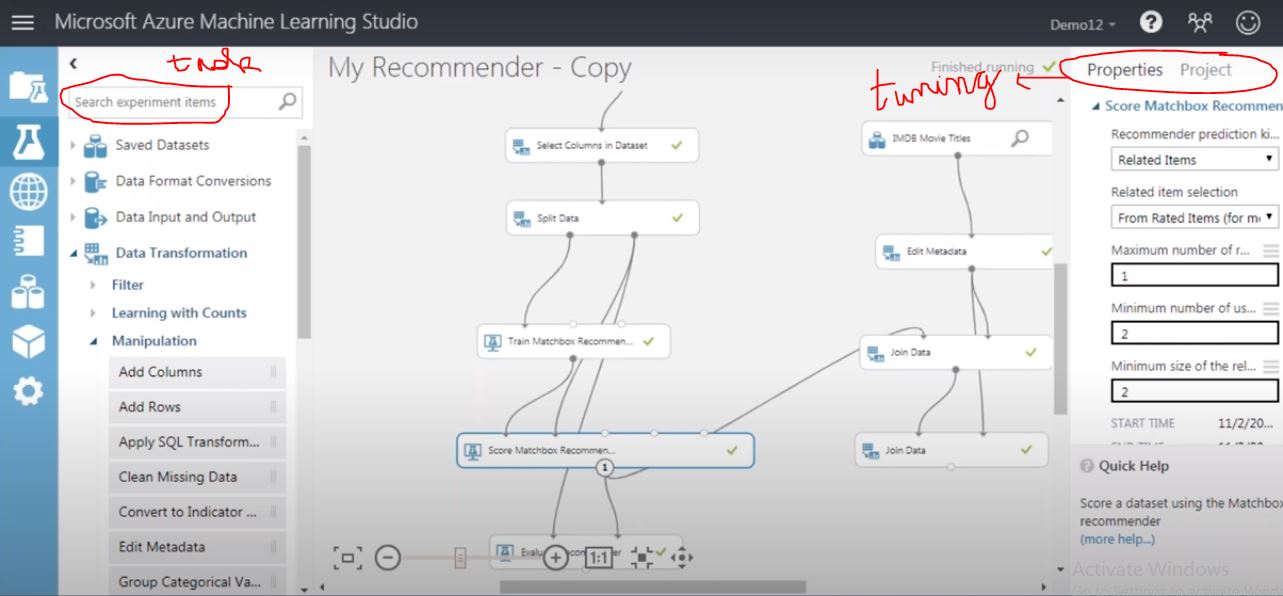 Microsoft Azure Machine Learning Studio
Demo12
My Recommender - Copy
Finished running
tuning
Search experiment items
Saved Datasets
Data Format Conversions
Data Input and Output
Data Transformation
Filter
Learning with Counts
Manipulation
Add Columns
Add Rows
Apply SQL Transform...
Clean Missing Data
Convert to Indicator ...
Edit Metadata
Group Categorical Va...
Select Columns in Dataset
Split Data
Train Matchbox Recommen...
Score Matchbox Recommen...
1
1:1
IMDB Movie Titles
Edit Metadata
Join Data
Join Data
Properties Project
Score Matchbox Recommen
Recommender prediction ki...
Related Items
Related item selection
From Rated Items (for m
Maximum number of r...
1
Minimum number of us...
2
Minimum size of the rel...
2
START TIME 11/2/20...
Quick Help
Score a dataset using the Matchbox
recommender
(more help...)
Activate Windows
Go to Settings to activate Wind